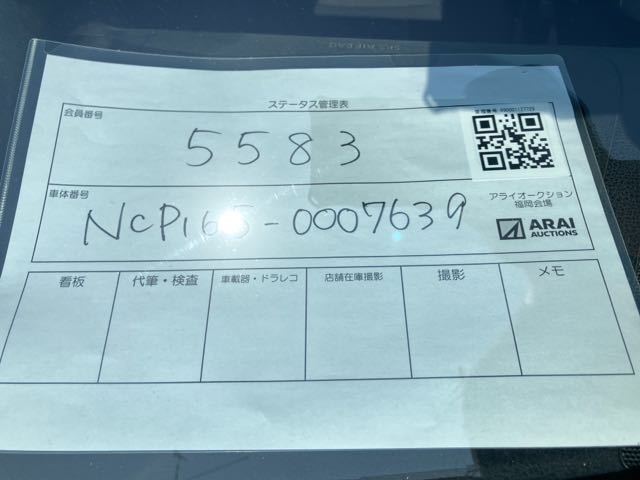 SRS AIRBAG
ステータス管理表
会員番号
5583
車体番号
NCP165-0007639
アライオークション
福岡会場
ARAI
AUCTIONS
看板
代筆・検査
車載器・ドラレコ
店舗在庫撮影
撮影
メモ